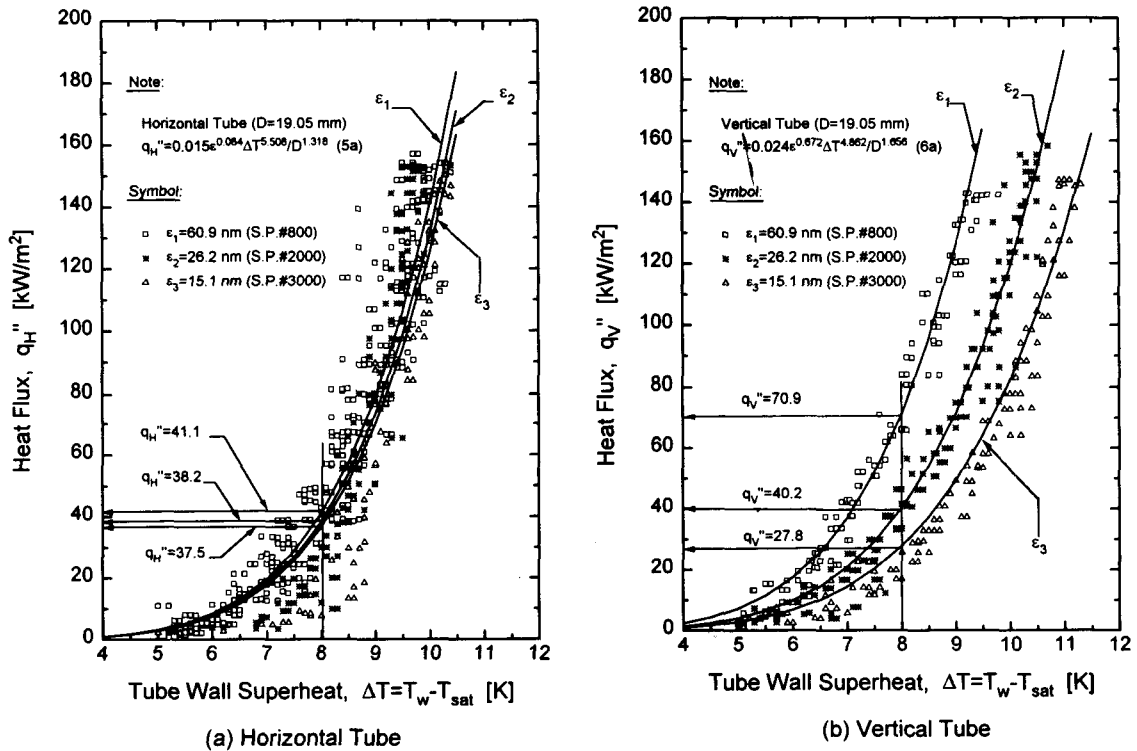 200
180
160
140
120
100
80
60
40
20
0
Heat Flux, q_H" [kW/m²]
Note:
Horizontal Tube (D=19.05 mm)
q_H"=0.015ε^0.084ΔT^5.508/D^1.318 (5a)
Symbol:
ε₁=60.9 nm (S.P.#800)
ε₂=26.2 nm (S.P.#2000)
ε₃=15.1 nm (S.P.#3000)
ε₁
ε₂
ε₃
q_H"=41.1
q_H"=38.2
q_H"=37.5
4 5 6 7 8 9 10 11 12
Tube Wall Superheat, ΔT=T_w-T_sat [K]
(a) Horizontal Tube
200
180
160
140
120
100
80
60
40
20
0
Heat Flux, q_V" [kW/m²]
Note:
Vertical Tube (D=19.05 mm)
q_V"=0.024ε^0.672ΔT^4.862/D^1.656 (6a)
Symbol:
ε₁=60.9 nm (S.P.#800)
ε₂=26.2 nm (S.P.#2000)
ε₃=15.1 nm (S.P.#3000)
ε₁
ε₂
q_V"=70.9
q_V"=40.2
q_V"=27.8
ε₃
4 5 6 7 8 9 10 11 12
Tube Wall Superheat, ΔT=T_w-T_sat [K]
(b) Vertical Tube